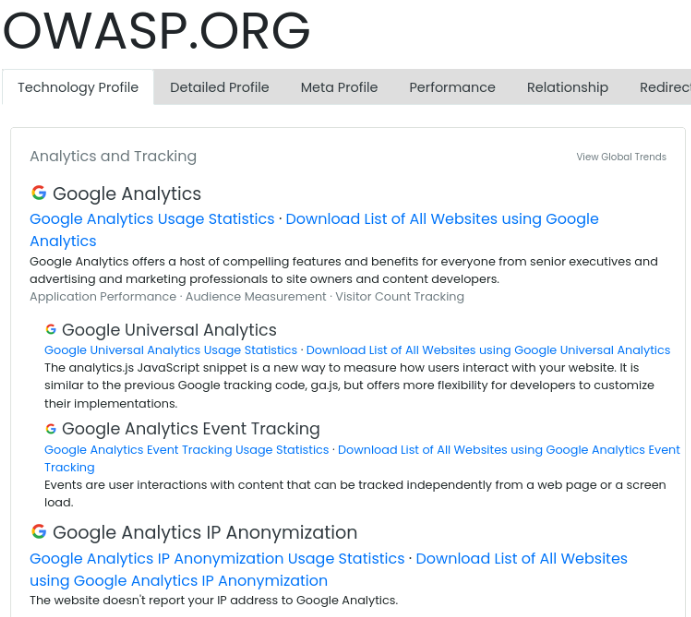 OWASP.ORG
Technology Profile Detailed Profile Meta Profile Performance Relationship Redirec
Analytics and Tracking View Global Trends
Google Analytics
Google Analytics Usage Statistics · Download List of All Websites using Google
Analytics
Google Analytics offers a host of compelling features and benefits for everyone from senior executives and
advertising and marketing professionals to site owners and content developers.
Application Performance · Audience Measurement · Visitor Count Tracking
Google Universal Analytics
Google Universal Analytics Usage Statistics · Download List of All Websites using Google Universal Analytics
The analytics.js JavaScript snippet is a new way to measure how users interact with your website. It is
similar to the previous Google tracking code, ga.js, but offers more flexibility for developers to customize
their implementations.
Google Analytics Event Tracking
Google Analytics Event Tracking Usage Statistics · Download List of All Websites using Google Analytics Event
Tracking
Events are user interactions with content that can be tracked independently from a web page or a screen
load.
Google Analytics IP Anonymization
Google Analytics IP Anonymization Usage Statistics · Download List of All Websites
using Google Analytics IP Anonymization
The website doesn't report your IP address to Google Analytics.